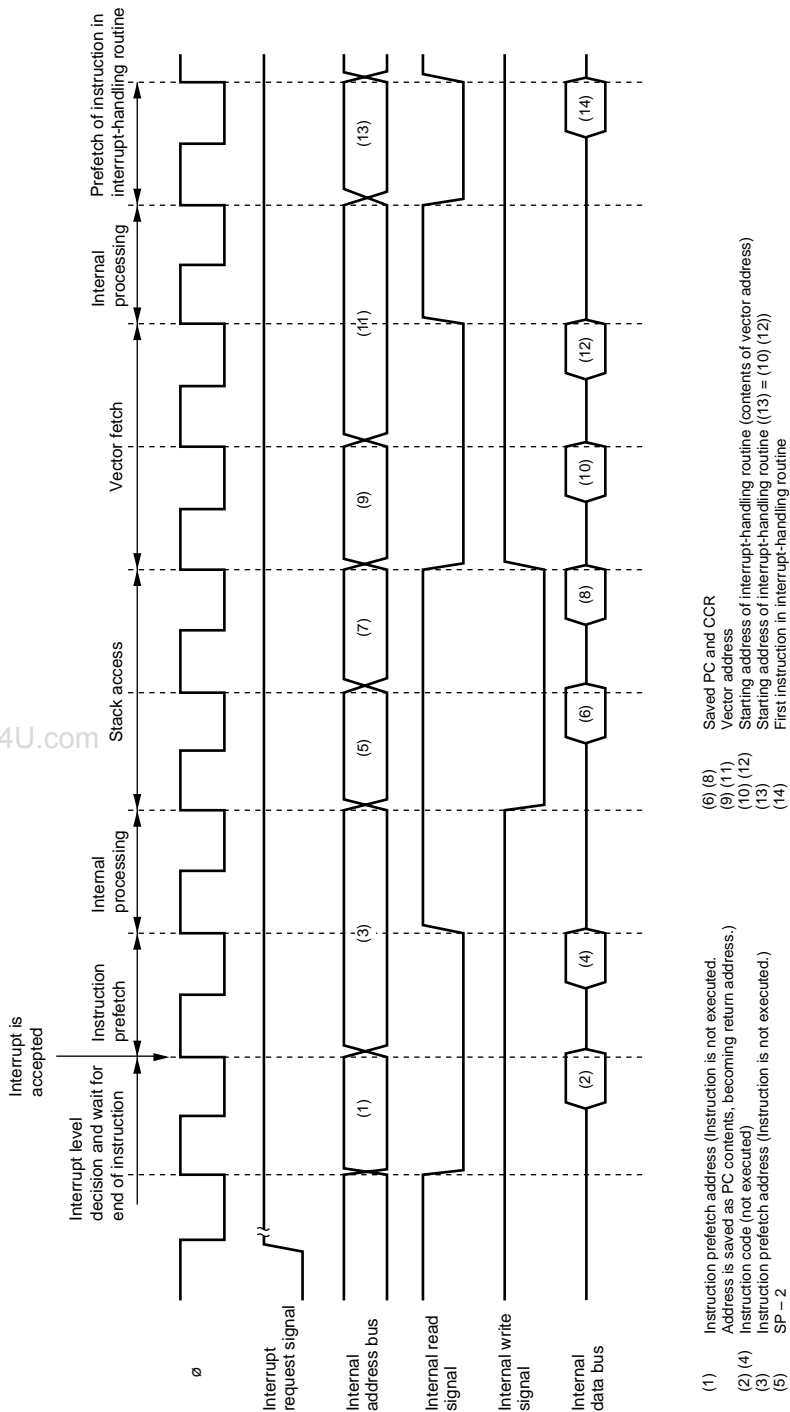 Interrupt is
accepted
Interrupt level
decision and wait for
end of instruction
Instruction
prefetch
Internal
processing
Stack access
Vector fetch
Internal
processing
Prefetch of instruction in
interrupt-handling routine
ø
Interrupt
request signal
Internal
address bus
(1)
(3)
(5)
(7)
(9)
(11)
(13)
Internal read
signal
Internal write
signal
Internal
data bus
(2)
(4)
(6)
(8)
(10)
(12)
(14)
(1) Instruction prefetch address (Instruction is not executed.
Address is saved as PC contents, becoming return address.)
(2) (4) Instruction code (not executed)
(3) Instruction prefetch address (Instruction is not executed.)
(5) SP – 2
(6) (8) Saved PC and CCR
(9) (11) Vector address
(10) (12) Starting address of interrupt-handling routine (contents of vector address)
(13) Starting address of interrupt-handling routine ((13) = (10) (12))
(14) First instruction in interrupt-handling routine
4U.com